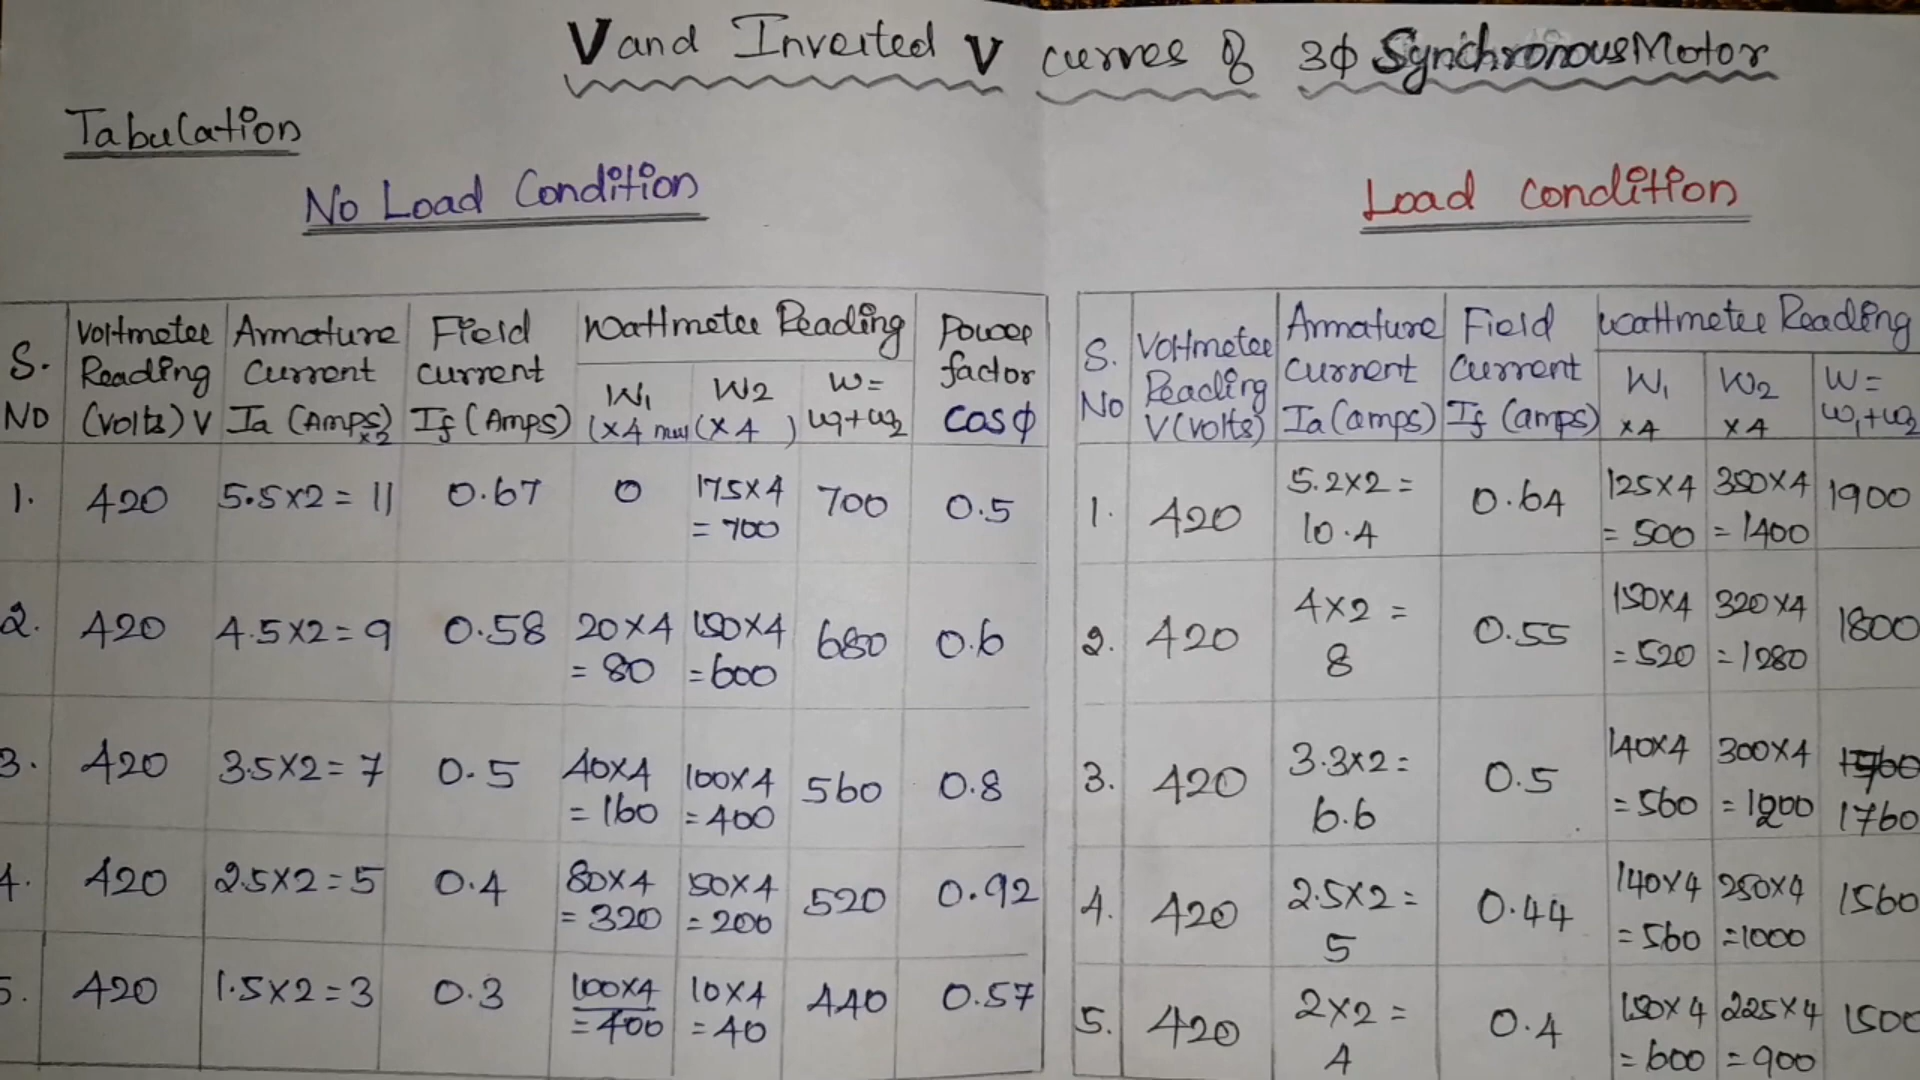 V and Inverted V curves of 3ϕ Synchronous Motor
Tabulation
No Load Condition
S. NO | Voltmeter Reading (volts) V | Armature Current Ia (Amps) x2 | Field current If (Amps) | Wattmeter Reading W1 (x4) | W2 (x4) | W= w1+w2 | Power factor cos ϕ
1. | 420 | 5.5x2 = 11 | 0.67 | 0 | 175x4 = 700 | 700 | 0.5
2. | 420 | 4.5x2 = 9 | 0.58 | 20x4 = 80 | 150x4 = 600 | 680 | 0.6
3. | 420 | 3.5x2 = 7 | 0.5 | 40x4 = 160 | 100x4 = 400 | 560 | 0.8
4. | 420 | 2.5x2 = 5 | 0.4 | 80x4 = 320 | 50x4 = 200 | 520 | 0.92
5. | 420 | 1.5x2 = 3 | 0.3 | 100x4 = 400 | 10x4 = 40 | 440 | 0.57
Load condition
S. No | Voltmeter Reading V (volts) | Armature Current Ia (amps) | Field Current If (amps) | Wattmeter Reading W1 x4 | W2 x4 | W= w1+w2
1. | 420 | 5.2x2 = 10.4 | 0.64 | 125x4 = 500 | 350x4 = 1400 | 1900
2. | 420 | 4x2 = 8 | 0.55 | 130x4 = 520 | 320x4 = 1280 | 1800
3. | 420 | 3.3x2 = 6.6 | 0.5 | 140x4 = 560 | 300x4 = 1200 | 1760
4. | 420 | 2.5x2 = 5 | 0.44 | 140x4 = 560 | 250x4 = 1000 | 1560
5. | 420 | 2x2 = 4 | 0.4 | 150x4 = 600 | 225x4 = 900 | 1500